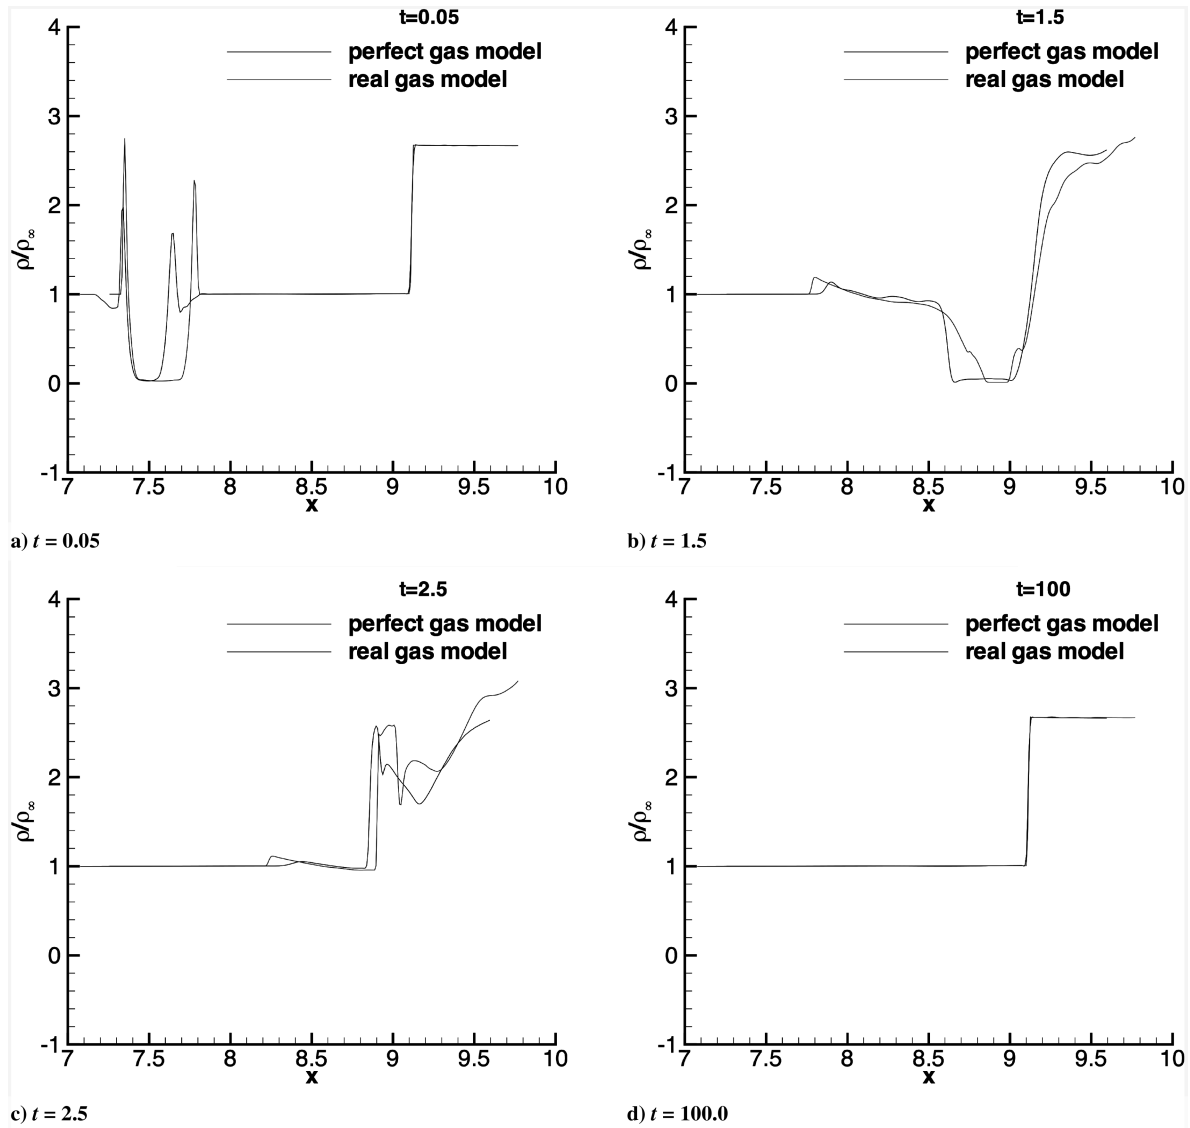 t=0.05
perfect gas model
real gas model
4
3
2
1
0
-1
ρ/ρ∞
7 7.5 8 8.5 9 9.5 10
x
a) t = 0.05
t=1.5
perfect gas model
real gas model
4
3
2
1
0
-1
ρ/ρ∞
7 7.5 8 8.5 9 9.5 10
x
b) t = 1.5
t=2.5
perfect gas model
real gas model
4
3
2
1
0
-1
ρ/ρ∞
7 7.5 8 8.5 9 9.5 10
x
c) t = 2.5
t=100
perfect gas model
real gas model
4
3
2
1
0
-1
ρ/ρ∞
7 7.5 8 8.5 9 9.5 10
x
d) t = 100.0